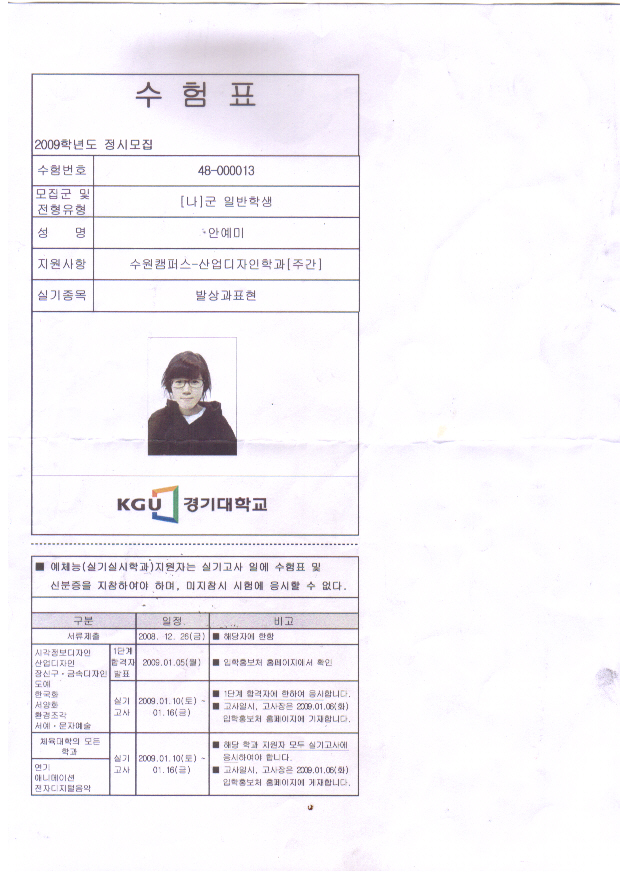 수 험 표
2009학년도 정시모집
수험번호 48-000013
모집군 및
전형유형 [나]군 일반학생
성 명 안예미
지원사항 수원캠퍼스-산업디자인학과[주간]
실기종목 발상과표현
KGU 경기대학교
■ 예체능(실기실시학과)지원자는 실기고사 일에 수험표 및
신분증을 지참하여야 하며, 미지참시 시험에 응시할 수 없다.
구분 일정. 비고
서류제출 2008. 12. 26(금) ■ 해당자에 한함
시각정보디자인
산업디자인
장신구·금속디자인
도예
한국화
서양화
환경조각
서예·문자예술
1단계
합격자
발표
2009.01.05(월) ■ 입학홍보처 홈페이지에서 확인
실기
고사
2009.01.10(토) ~
01.16(금)
■ 1단계 합격자에 한하여 응시합니다.
■ 고사일시, 고사장은 2009.01.06(화)
입학홍보처 홈페이지에 기재합니다.
체육대학의 모든
학과
연기
애니메이션
전자디지털음악
실기
고사
2009.01.10(토) ~
01.16(금)
■ 해당 학과 지원자 모두 실기고사에
응시하여야 합니다.
■ 고사일시, 고사장은 2009.01.06(화)
입학홍보처 홈페이지에 기재합니다.